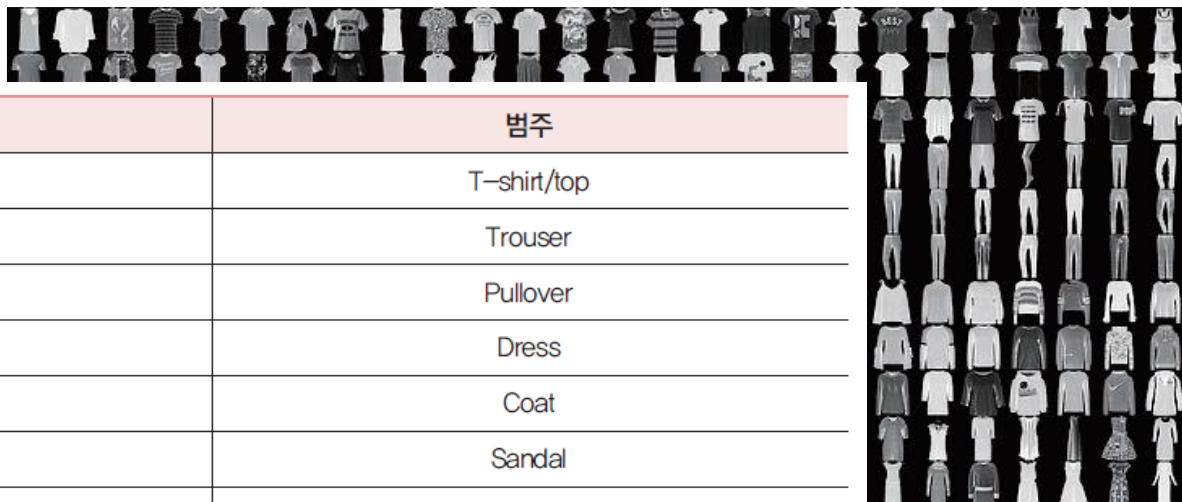 범주
T-shirt/top
Trouser
Pullover
Dress
Coat
Sandal